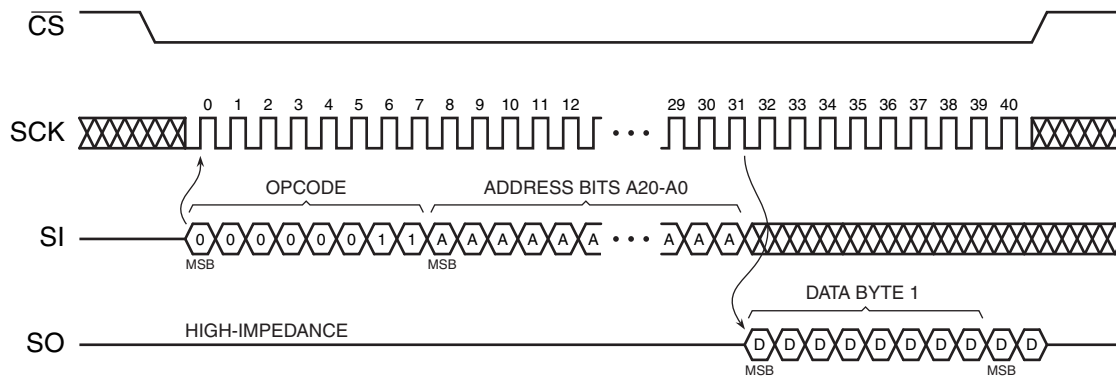 CS
0 1 2 3 4 5 6 7 8 9 10 11 12 29 30 31 32 33 34 35 36 37 38 39 40
SCK
OPCODE ADDRESS BITS A20-A0
SI 0 0 0 0 0 0 1 1 A A A A A A A A A
MSB MSB
DATA BYTE 1
HIGH-IMPEDANCE
SO D D D D D D D D D D
MSB MSB